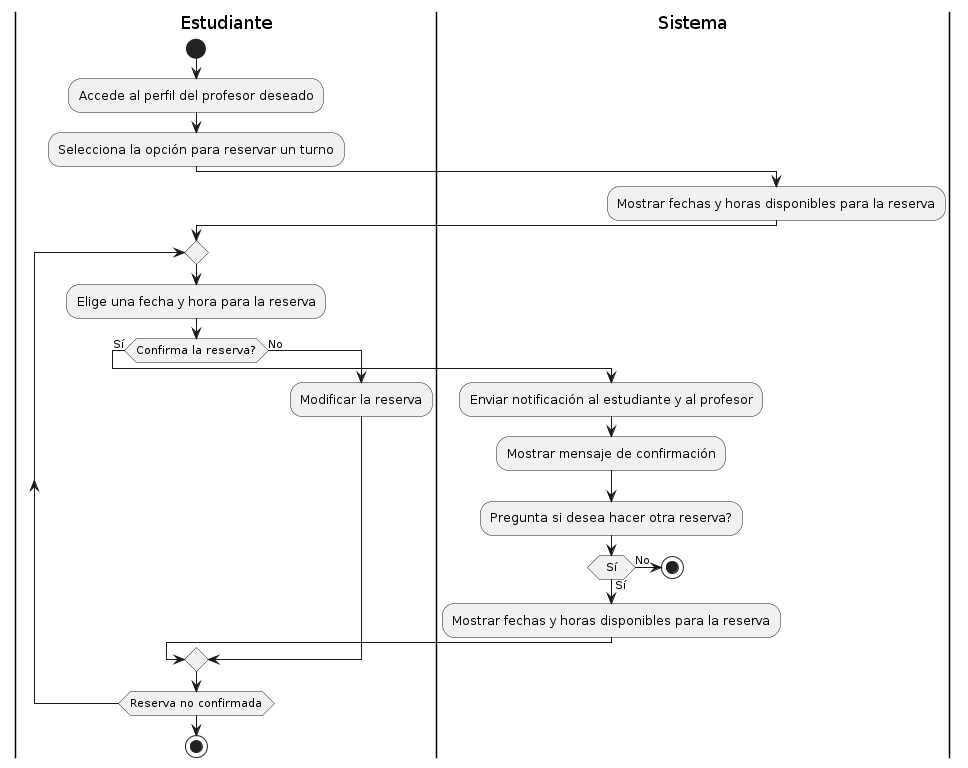 Estudiante
Sistema
Accede al perfil del profesor deseado
Selecciona la opción para reservar un turno
Mostrar fechas y horas disponibles para la reserva
Elige una fecha y hora para la reserva
Sí
Confirma la reserva?
No
Modificar la reserva
Enviar notificación al estudiante y al profesor
Mostrar mensaje de confirmación
Pregunta si desea hacer otra reserva?
Sí
No
Sí
Mostrar fechas y horas disponibles para la reserva
Reserva no confirmada